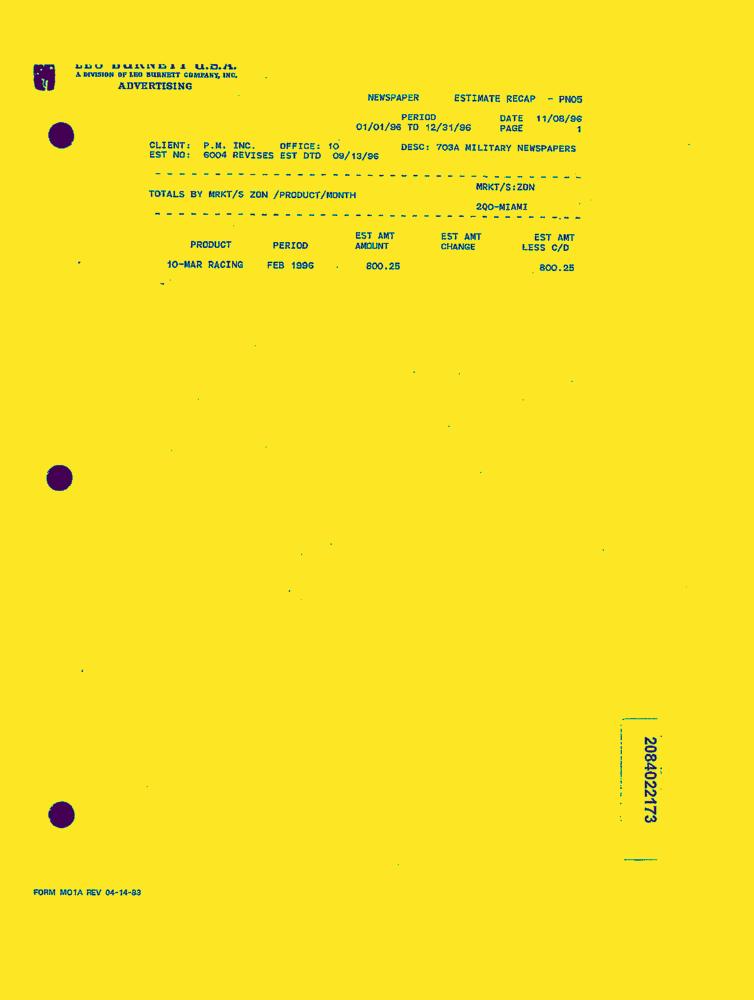 LEO BURNETT U.S.A.
A DIVISION OF LEO BURNETT COMPANY, INC.
ADVERTISING
NEWSPAPER ESTIMATE RECAP - PN05
PERIOD DATE 11/08/96
01/01/96 TO 12/31/96 PAGE 1
CLIENT: P.M. INC. OFFICE: 10 DESC: 703A MILITARY NEWSPAPERS
EST NO: 6004 REVISES EST DTD 09/13/96
MRKT/S:ZON
TOTALS BY MRKT/S ZON /PRODUCT/MONTH
2Q0-MIAMI
EST AMT EST AMT EST AMT
PRODUCT PERIOD AMOUNT CHANGE LESS C/D
10-MAR RACING FEB 1996 800.25 800.25
2084022173
FORM M01A REV 04-14-83